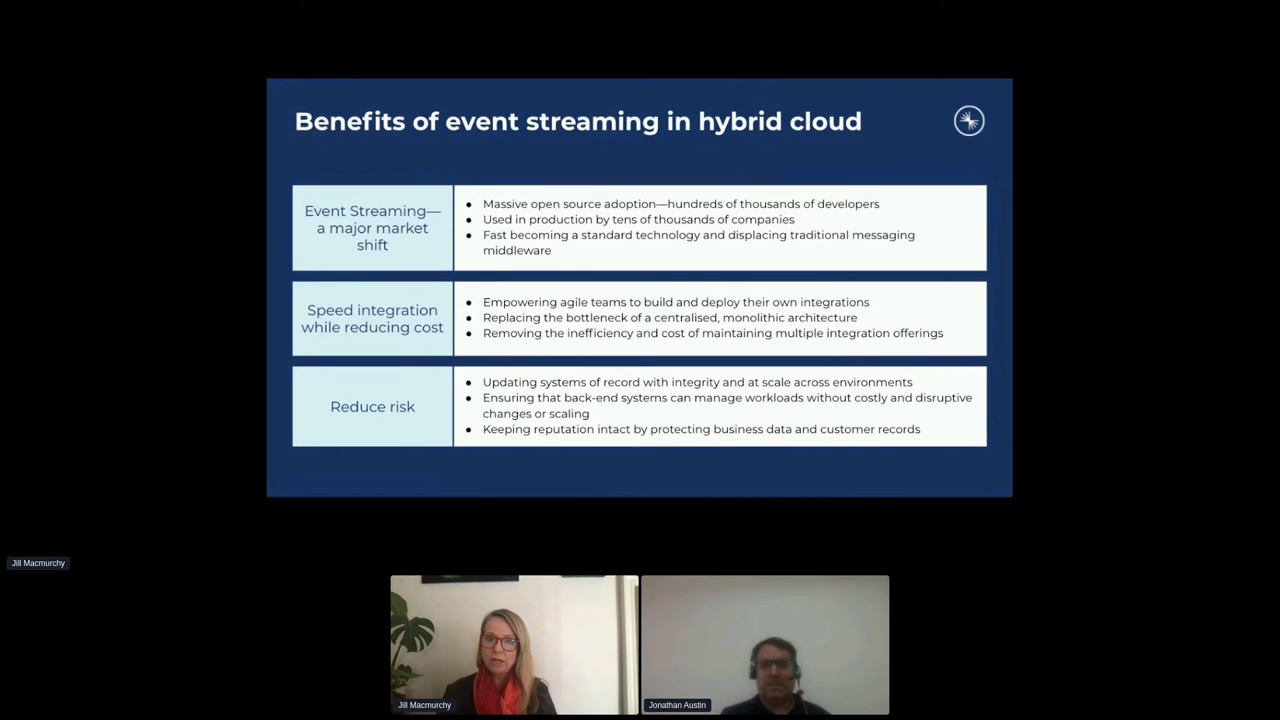 Benefits of event streaming in hybrid cloud
Event Streaming—
a major market
shift
● Massive open source adoption—hundreds of thousands of developers
● Used in production by tens of thousands of companies
● Fast becoming a standard technology and displacing traditional messaging
middleware
Speed integration
while reducing cost
● Empowering agile teams to build and deploy their own integrations
● Replacing the bottleneck of a centralised, monolithic architecture
● Removing the inefficiency and cost of maintaining multiple integration offerings
Reduce risk
● Updating systems of record with integrity and at scale across environments
● Ensuring that back-end systems can manage workloads without costly and disruptive
changes or scaling
● Keeping reputation intact by protecting business data and customer records
Jill Macmurchy
Jill Macmurchy
Jonathan Austin